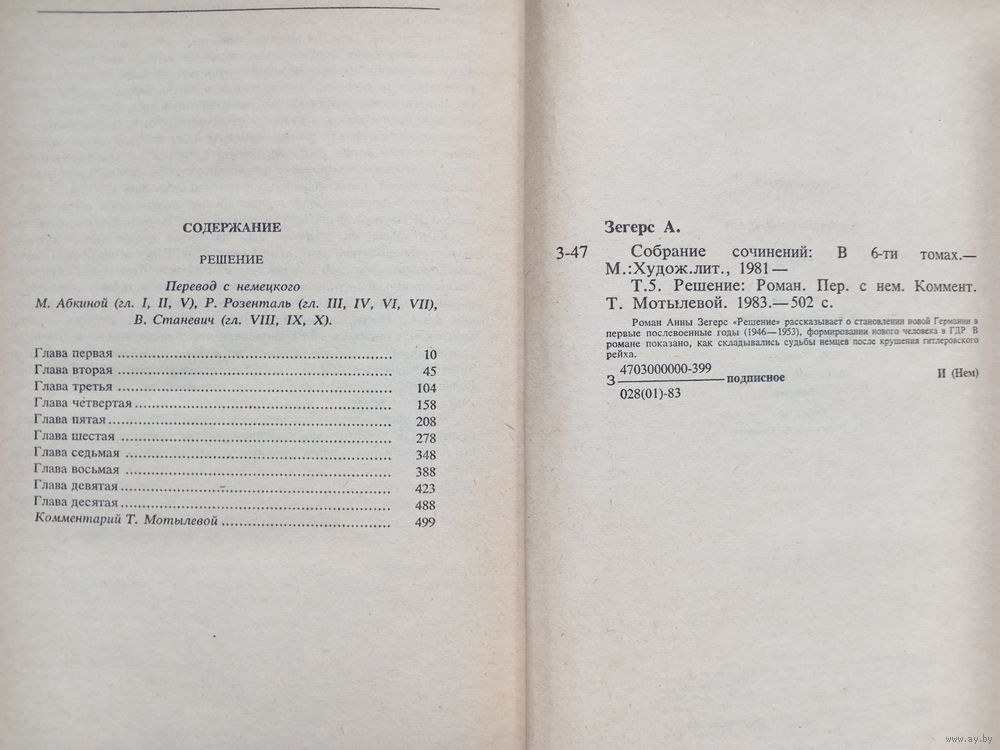 СОДЕРЖАНИЕ
РЕШЕНИЕ
Перевод с немецкого
М. Абкиной (гл. I, II, V), Р. Розенталь (гл. III, IV, VI, VII),
В. Станевич (гл. VIII, IX, X).
Глава первая 10
Глава вторая 45
Глава третья 104
Глава четвертая 158
Глава пятая 208
Глава шестая 278
Глава седьмая 348
Глава восьмая 388
Глава девятая 423
Глава десятая 488
Комментарий Т. Мотылевой 499
Зегерс А.
3-47 Собрание сочинений: В 6-ти томах.—
М.:Худож.лит., 1981—
Т.5. Решение: Роман. Пер. с нем. Коммент.
Т. Мотылевой. 1983.—502 с.
Роман Анны Зегерс «Решение» рассказывает о становлении новой Германии в
первые послевоенные годы (1946—1953), формировании нового человека в ГДР В
романе показано, как складывались судьбы немцев после крушения гитлеровского
рейха.
4703000000-399
З подписное И (Нем)
028(01)-83
www.ay.by